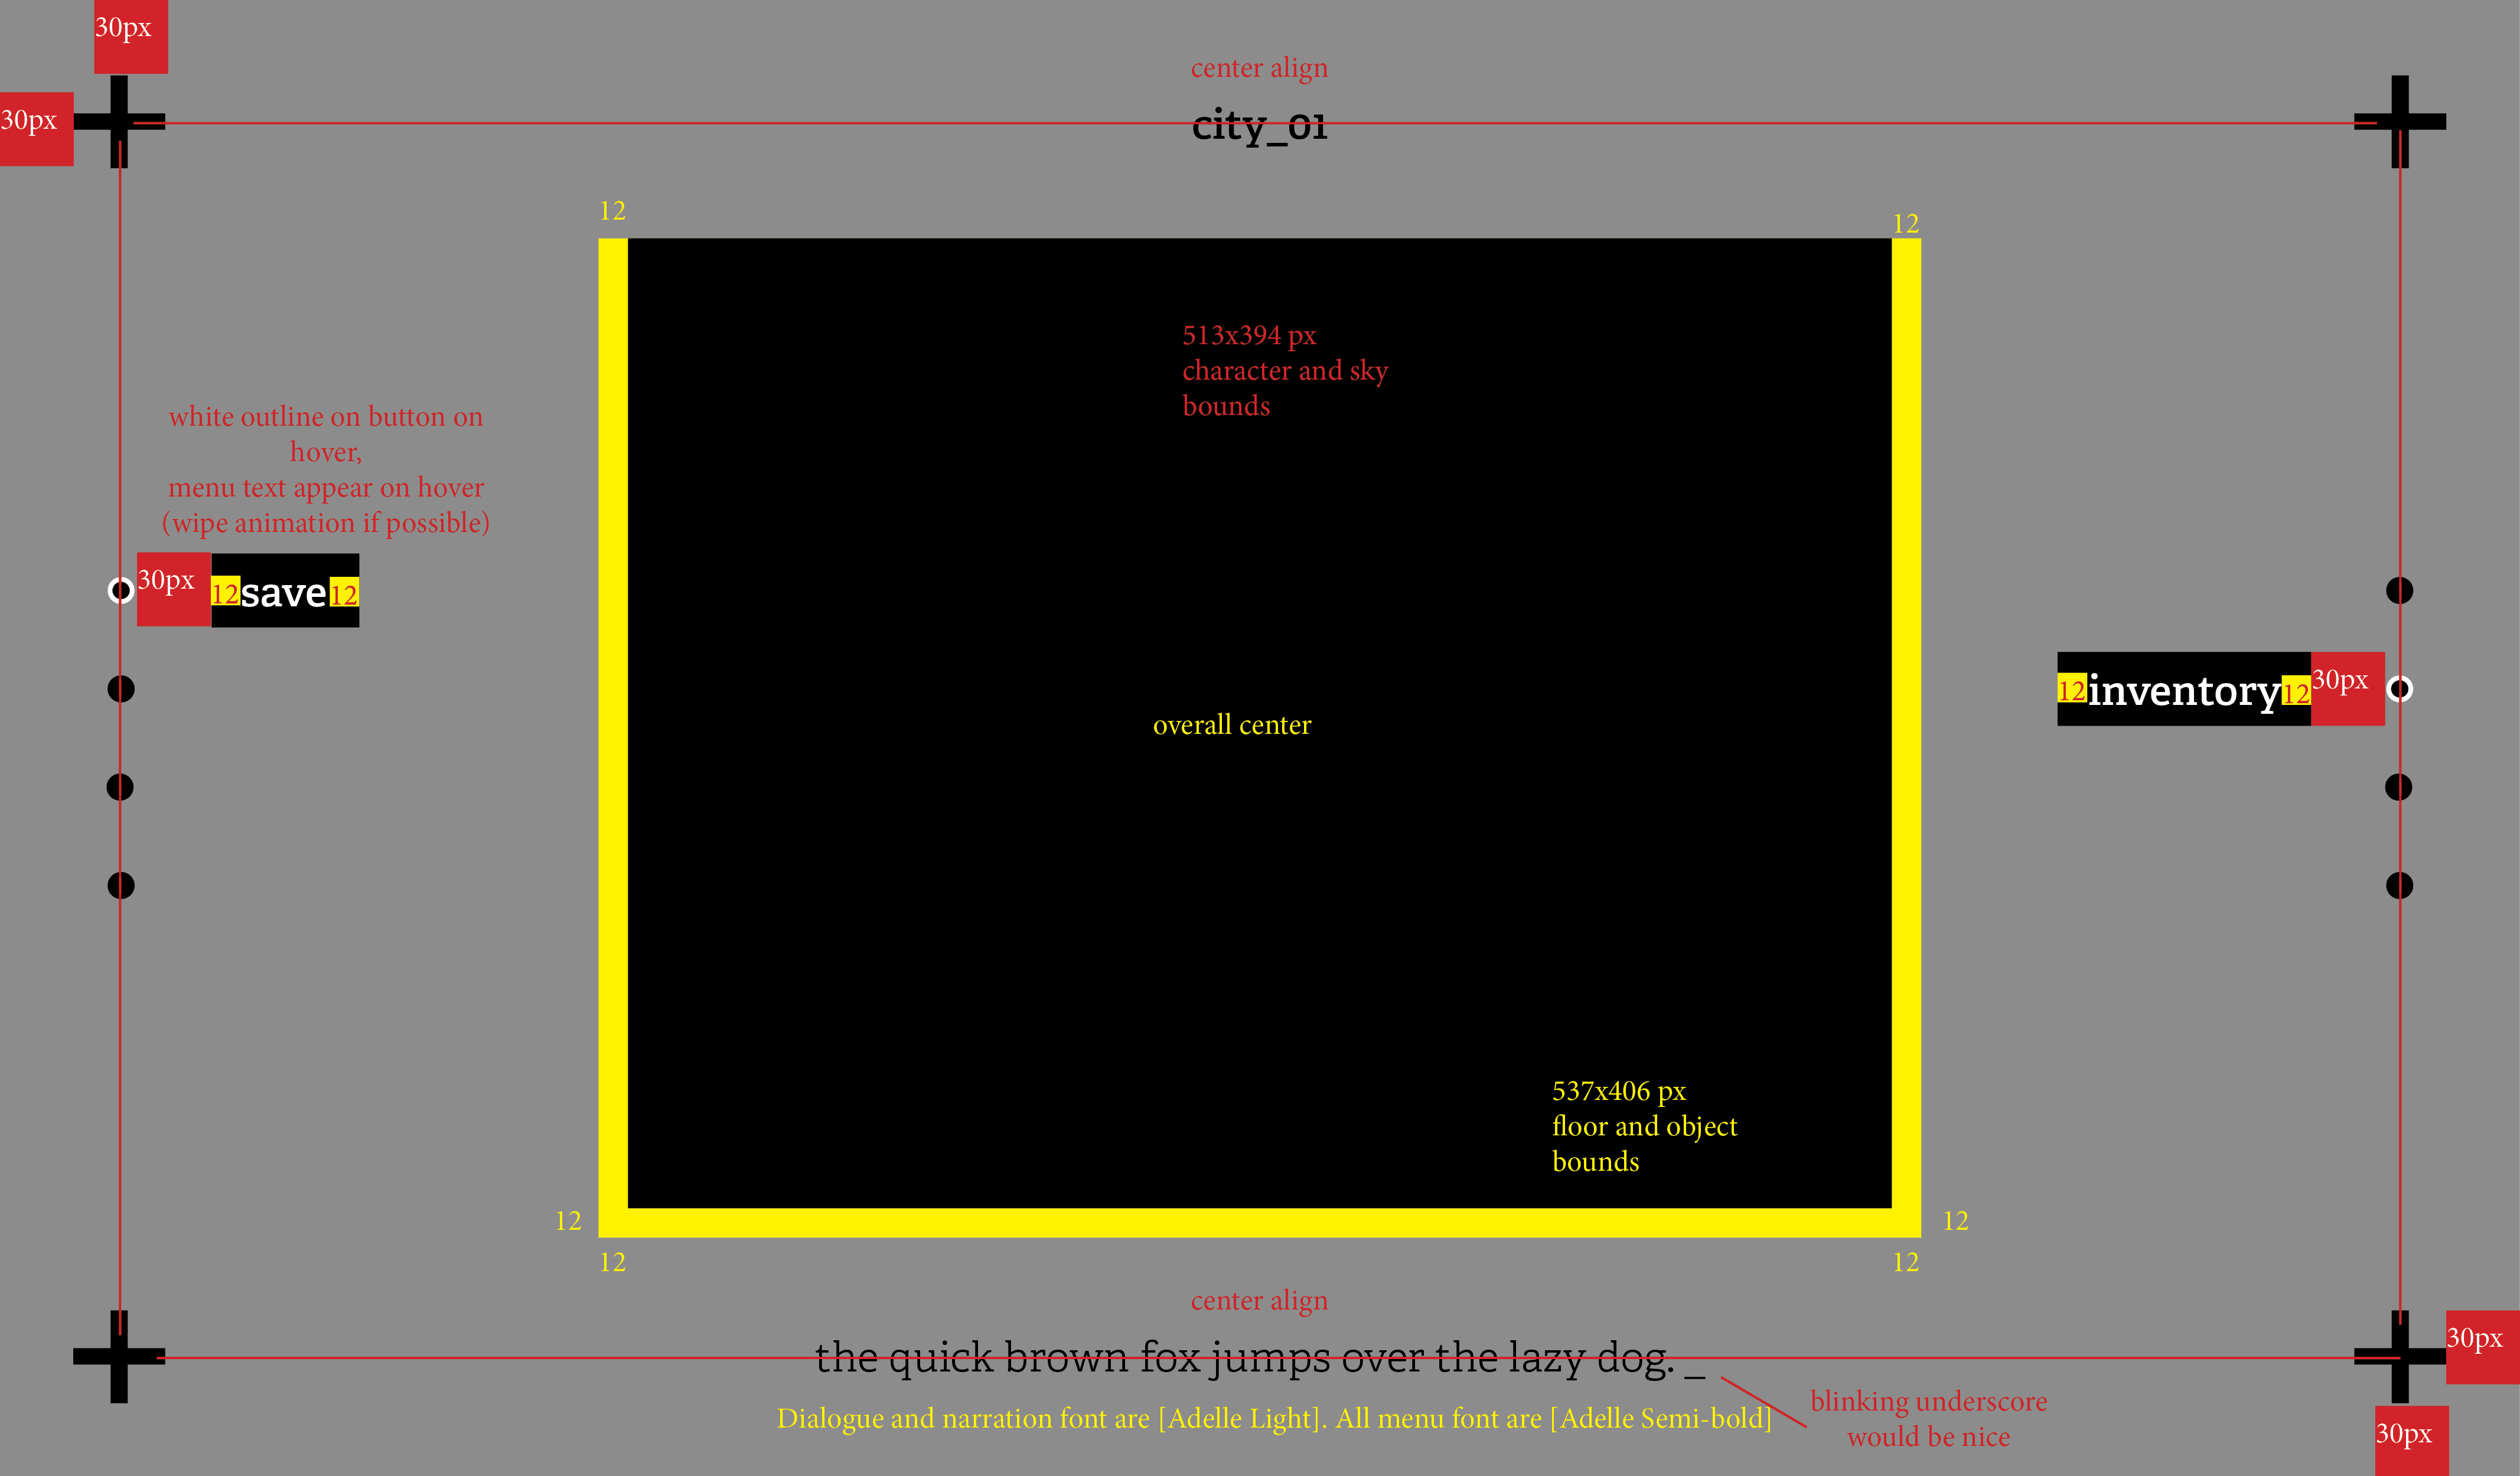 30px
center align
30px
city_01
12
12
513x394 px
character and sky
bounds
white outline on button on
hover,
menu text appear on hover
(wipe animation if possible)
30px
12
save
12
12
inventory
12
30px
overall center
537x406 px
floor and object
bounds
12
12
12
12
center align
30px
the quick brown fox jumps over the lazy dog. _
blinking underscore
would be nice
Dialogue and narration font are [Adelle Light]. All menu font are [Adelle Semi-bold]
30px